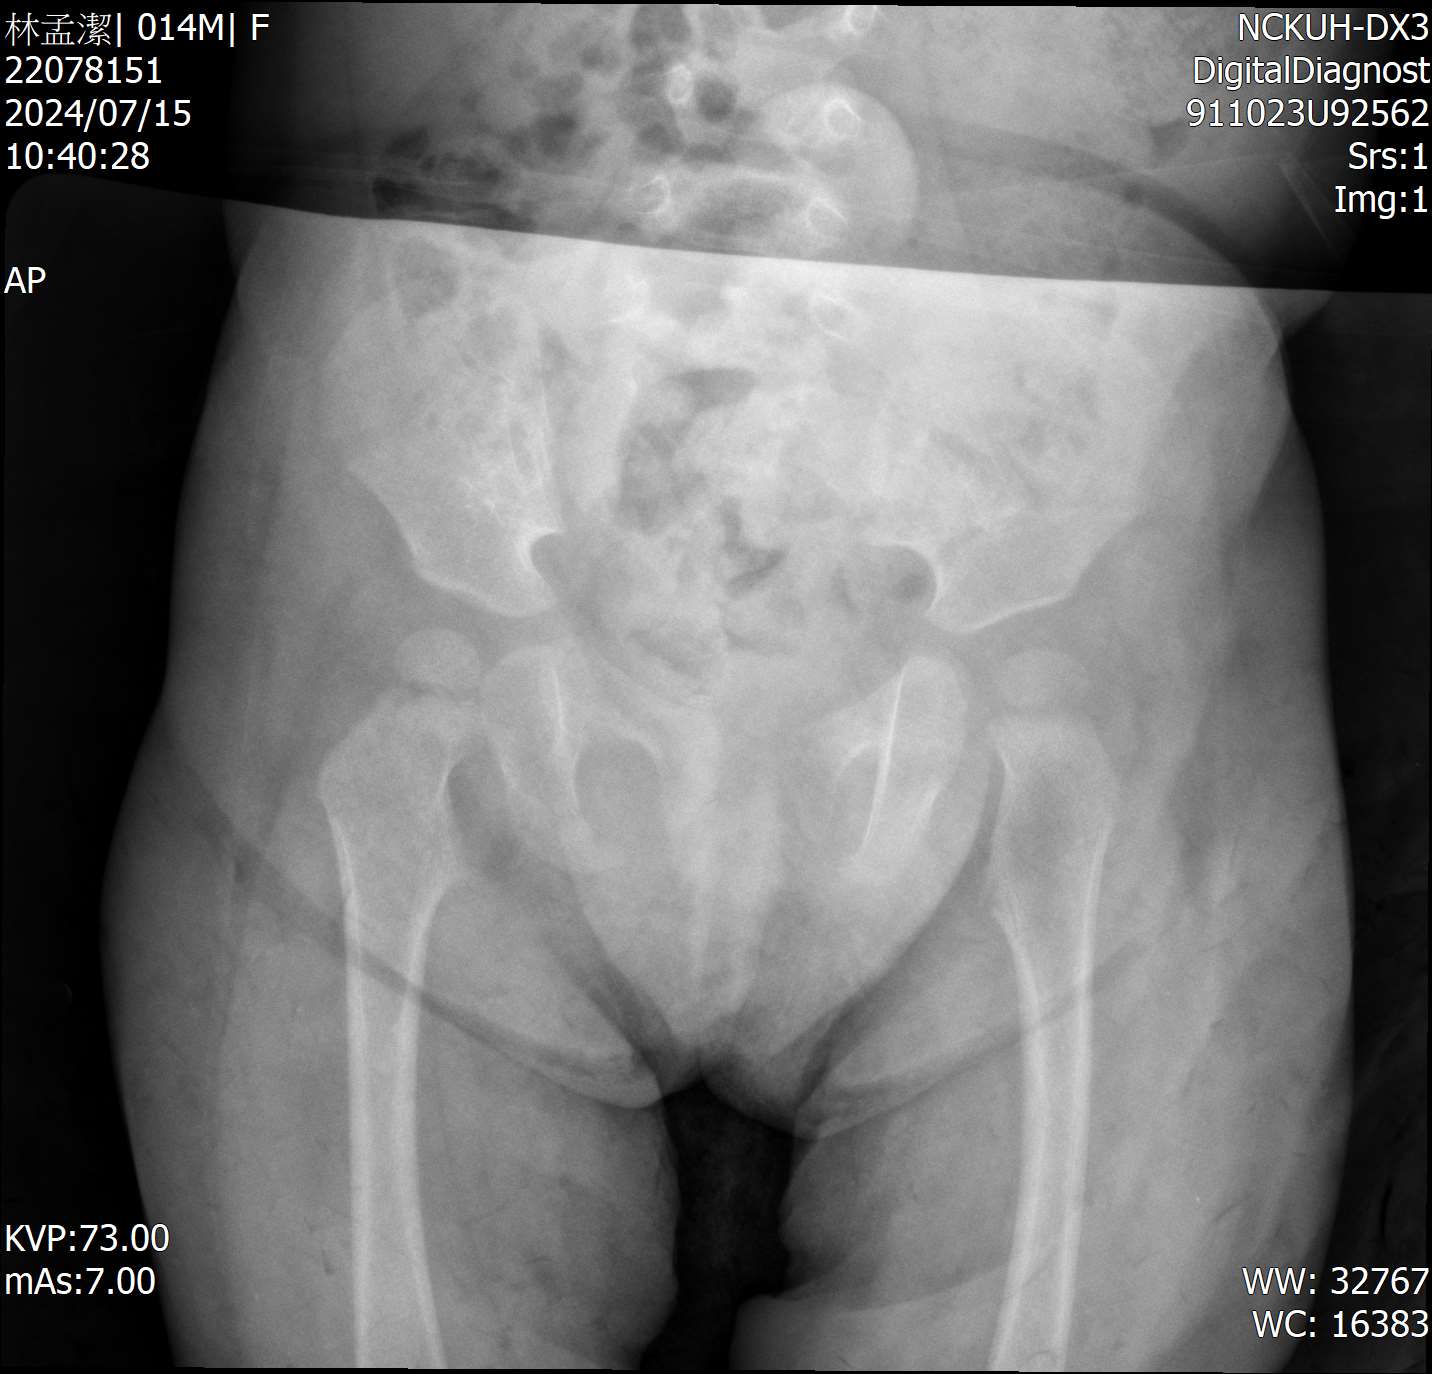 林孟潔| 014M| F
22078151
2024/07/15
10:40:28
NCKUH-DX3
DigitalDiagnost
911023U92562
Srs:1
Img:1
AP
KVP:73.00
mAs:7.00
WW: 32767
WC: 16383